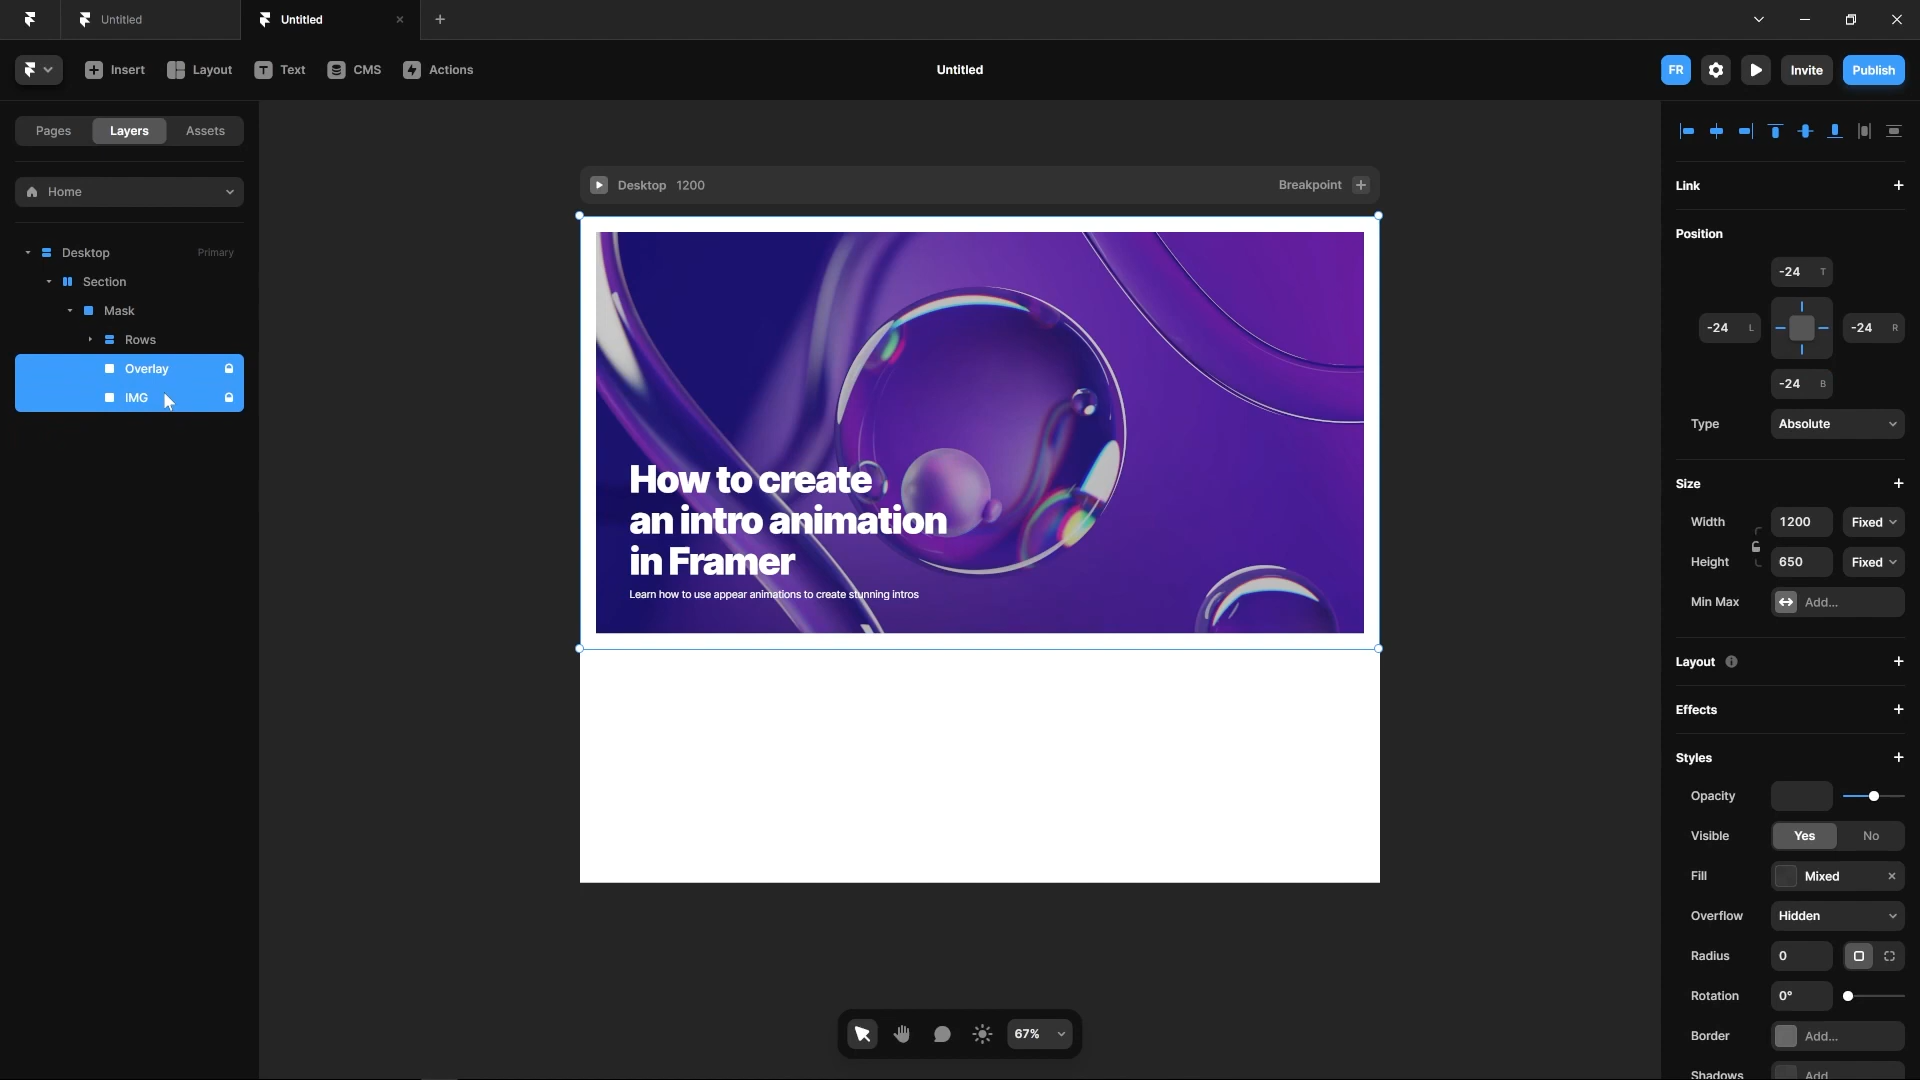 Untitled
Untitled
Insert
Layout
Text
CMS
Actions
Untitled
FR
Invite
Publish
Pages
Layers
Assets
Home
Desktop
Primary
Section
Mask
Rows
Overlay
IMG
Desktop 1200
Breakpoint
How to create
an intro animation
in Framer
Learn how to use appear animations to create stunning intros
67%
Link
Position
-24 T
-24 L
-24 R
-24 B
Type
Absolute
Size
Width
1200
Fixed
Height
650
Fixed
Min Max
Add...
Layout
Effects
Styles
Opacity
Visible
Yes
No
Fill
Mixed
Overflow
Hidden
Radius
0
Rotation
0°
Border
Add...
Shadows
Add...